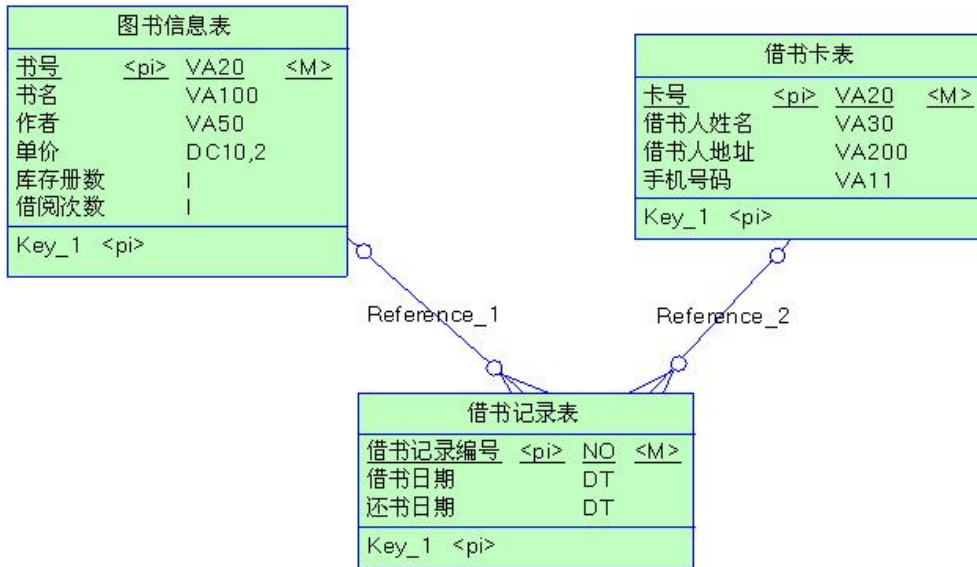 图书信息表
书号 <pi> VA20 <M>
书名 VA100
作者 VA50
单价 DC10,2
库存册数 I
借阅次数 I
Key_1 <pi>
借书卡表
卡号 <pi> VA20 <M>
借书人姓名 VA30
借书人地址 VA200
手机号码 VA11
Key_1 <pi>
Reference_1
Reference_2
借书记录表
借书记录编号 <pi> NO <M>
借书日期 DT
还书日期 DT
Key_1 <pi>